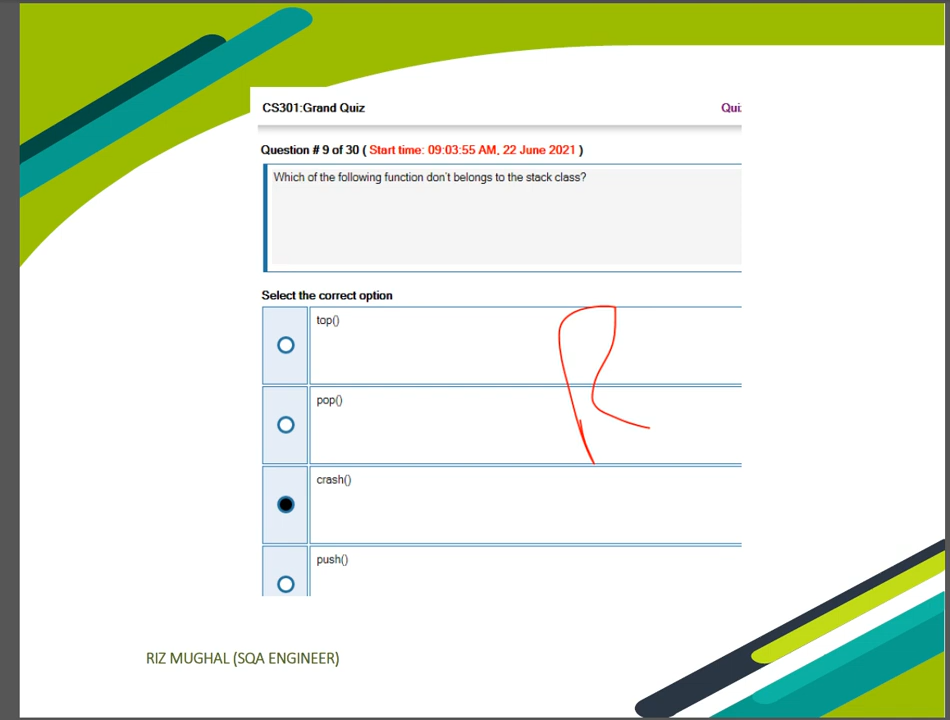 CS301:Grand Quiz
Qui
Question # 9 of 30 ( Start time: 09:03:55 AM, 22 June 2021 )
Which of the following function don't belongs to the stack class?
Select the correct option
top()
pop()
crash()
push()
R
RIZ MUGHAL (SQA ENGINEER)